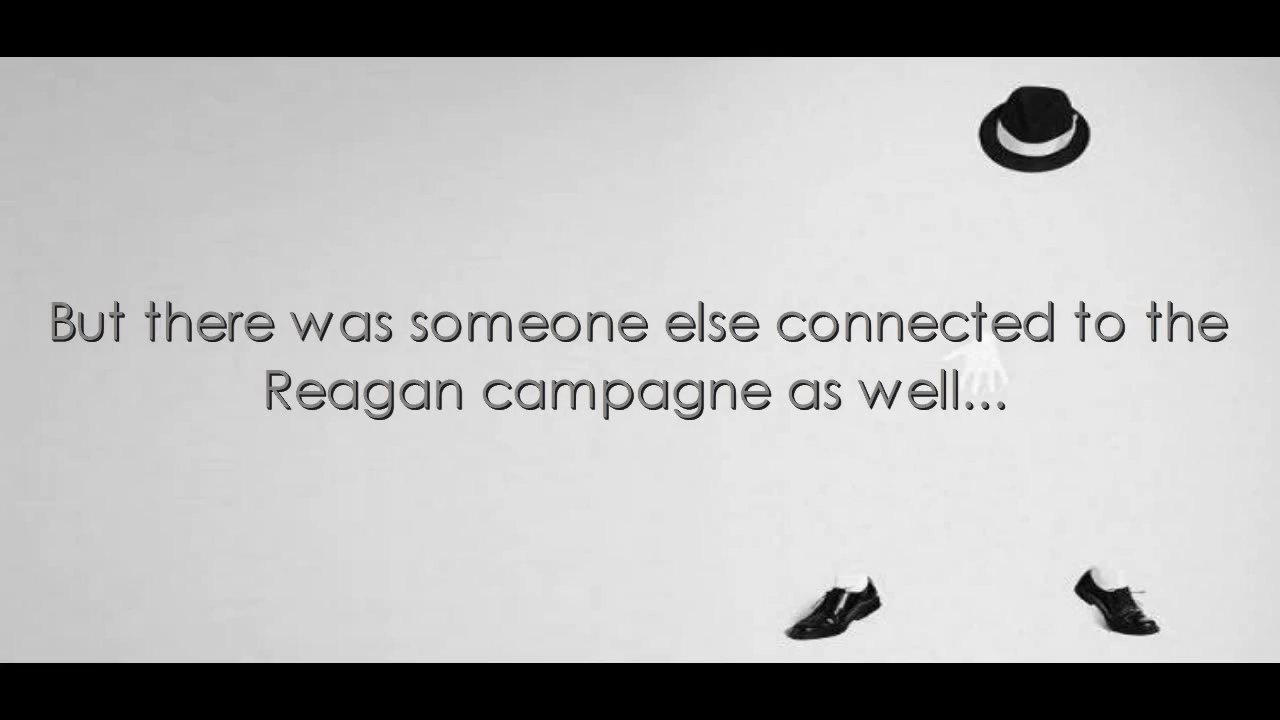 But there was someone else connected to the
Reagan campagne as well...